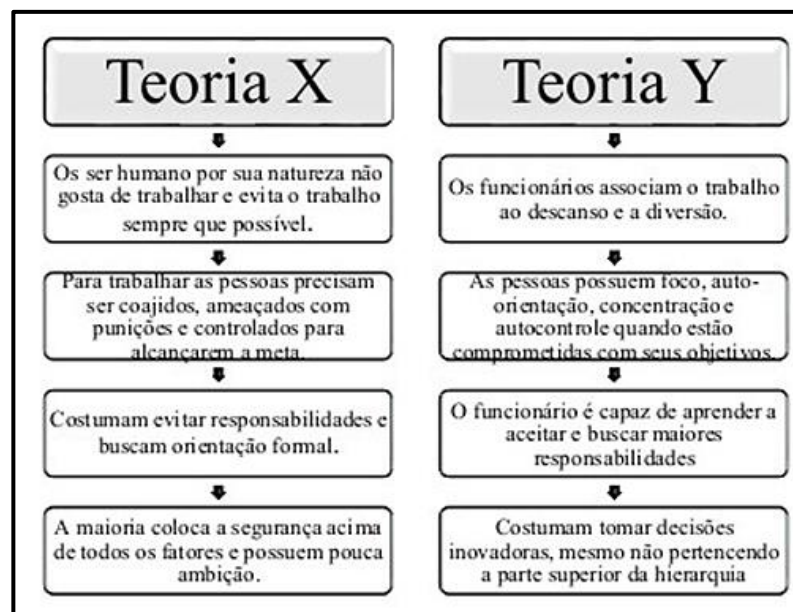 Teoria X
Os ser humano por sua natureza não
gosta de trabalhar e evita o trabalho
sempre que possível.
Para trabalhar as pessoas precisam
ser coajidos, ameaçados com
punições e controlados para
alcançarem a meta.
Costumam evitar responsabilidades e
buscam orientação formal.
A maioria coloca a segurança acima
de todos os fatores e possuem pouca
ambição.
Teoria Y
Os funcionários associam o trabalho
ao descanso e a diversão.
As pessoas possuem foco, auto-
orientação, concentração e
autocontrole quando estão
comprometidas com seus objetivos.
O funcionário é capaz de aprender a
aceitar e buscar maiores
responsabilidades
Costumam tomar decisões
inovadoras, mesmo não pertencendo
a parte superior da hierarquia